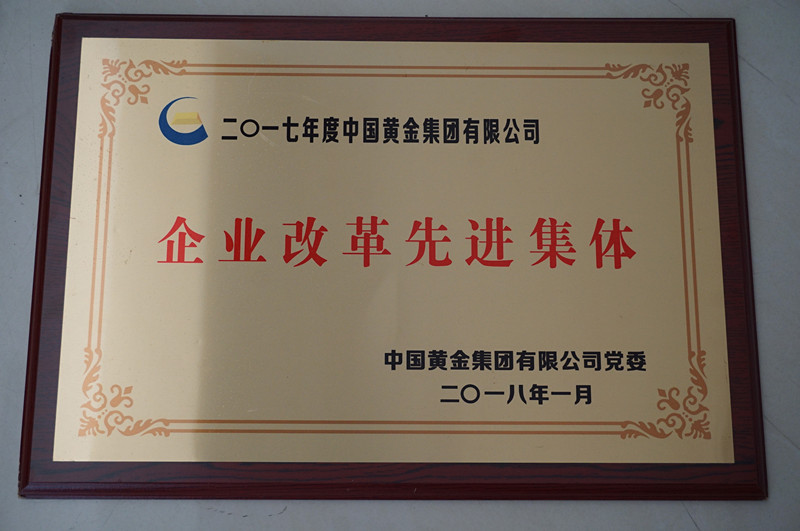 二〇一七年度中国黄金集团有限公司
企业改革先进集体
中国黄金集团有限公司党委
二〇一八年一月